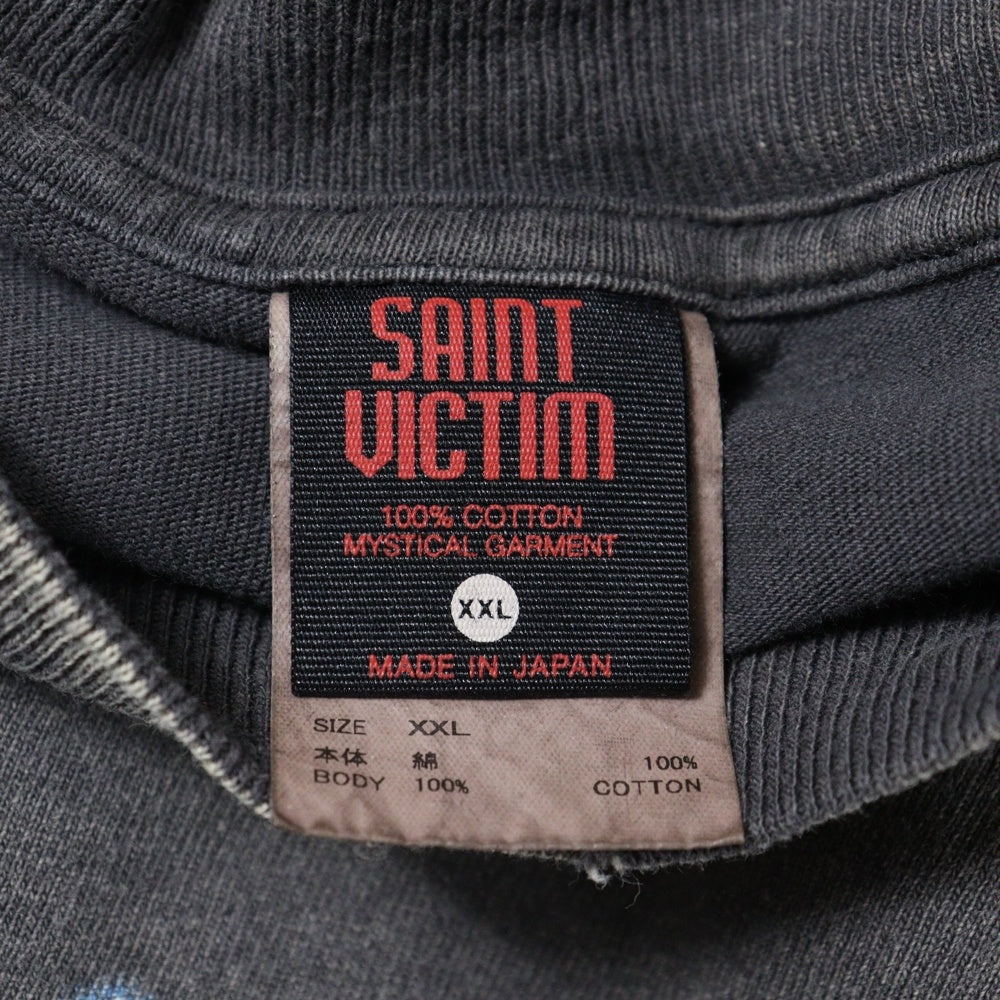 SAINT
VICTIM
100% COTTON
MYSTICAL GARMENT
XXL
MADE IN JAPAN
SIZE XXL
本体 綿 100%
BODY 100% COTTON